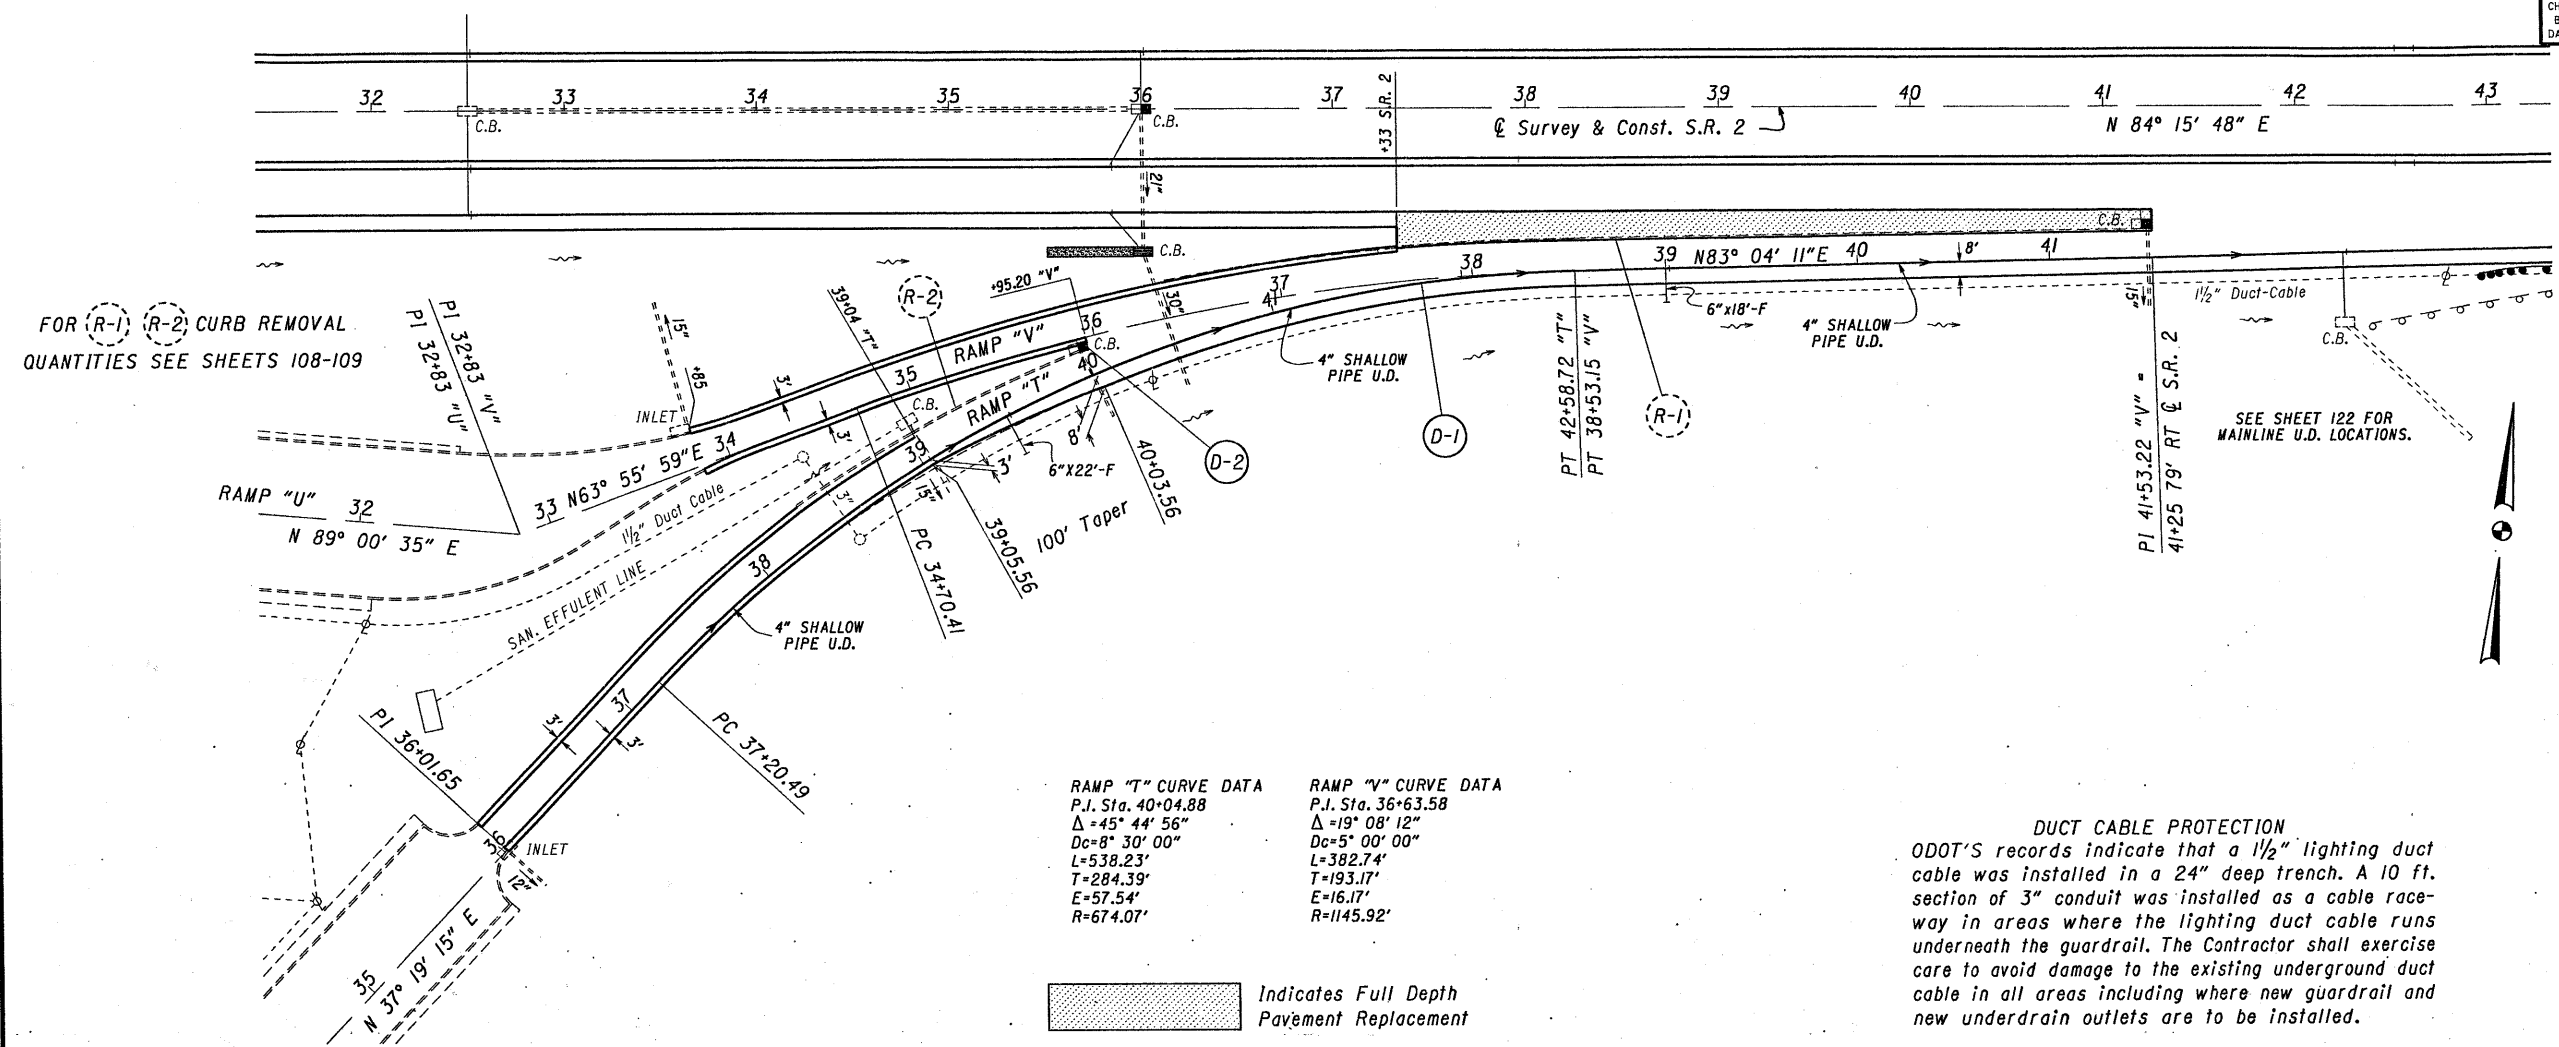 CH
B
DA
32
33
34
35
36
37
38
39
40
41
42
43
C.B.
C.B.
+33 S.R. 2
℄ Survey & Const. S.R. 2
N 84° 15' 48" E
21"
C.B.
C.B.
FOR (R-1) (R-2) CURB REMOVAL
QUANTITIES SEE SHEETS 108-109
PI 32+83 "V"
PI 32+83 "U"
15"
+85
INLET
3'
39+04 "T"
R-2
+95.20 "V"
30"
RAMP "V"
36
C.B.
35
34
3'
C.B.
RAMP "T"
40
37
41
38
39
N83° 04' 11"E
40
41
8'
6"x18'-F
4" SHALLOW
PIPE U.D.
4" SHALLOW
PIPE U.D.
15"
1½" Duct-Cable
C.B.
SEE SHEET 122 FOR
MAINLINE U.D. LOCATIONS.
PT 42+58.72 "T"
PT 38+53.15 "V"
R-1
D-1
D-2
PI 41+53.22 "V" =
41+25 79' RT ℄ S.R. 2
RAMP "U"
32
N 89° 00' 35" E
33
N63° 55' 59"E
1½" Duct Cable
SAN. EFFULENT LINE
3"
39
15"
3'
8'
6"X22'-F
40+03.56
39+05.56
100' Taper
PC 34+70.41
38
4" SHALLOW
PIPE U.D.
37
3'
3'
PC 37+20.49
PI 36+01.65
36
INLET
12"
35
N 37° 19' 15" E
RAMP "T" CURVE DATA
P.I. Sta. 40+04.88
Δ =45° 44' 56"
Dc=8° 30' 00"
L=538.23'
T=284.39'
E=57.54'
R=674.07'
RAMP "V" CURVE DATA
P.I. Sta. 36+63.58
Δ =19° 08' 12"
Dc=5° 00' 00"
L=382.74'
T=193.17'
E=16.17'
R=1145.92'
Indicates Full Depth
Pavement Replacement
DUCT CABLE PROTECTION
ODOT'S records indicate that a 1½" lighting duct
cable was installed in a 24" deep trench. A 10 ft.
section of 3" conduit was installed as a cable race-
way in areas where the lighting duct cable runs
underneath the guardrail. The Contractor shall exercise
care to avoid damage to the existing underground duct
cable in all areas including where new guardrail and
new underdrain outlets are to be installed.